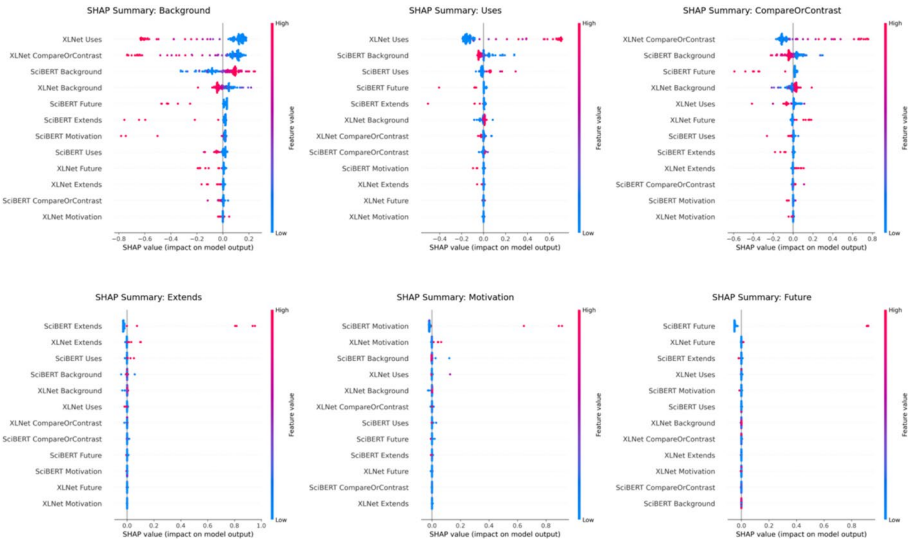 SHAP Summary: Background
XLNet Uses
XLNet CompareOrContrast
SciBERT Background
XLNet Background
SciBERT Future
SciBERT Extends
SciBERT Motivation
SciBERT Uses
XLNet Future
XLNet Extends
SciBERT CompareOrContrast
XLNet Motivation
−0.8 −0.6 −0.4 −0.2 0.0 0.2
SHAP value (impact on model output)
High
Feature value
Low
SHAP Summary: Uses
XLNet Uses
SciBERT Background
SciBERT Uses
SciBERT Future
SciBERT Extends
XLNet Background
XLNet CompareOrContrast
SciBERT CompareOrContrast
SciBERT Motivation
XLNet Extends
XLNet Future
XLNet Motivation
−0.4 −0.2 0.0 0.2 0.4 0.6
SHAP value (impact on model output)
High
Feature value
Low
SHAP Summary: CompareOrContrast
XLNet CompareOrContrast
SciBERT Background
SciBERT Future
XLNet Background
XLNet Uses
XLNet Future
SciBERT Uses
SciBERT Extends
XLNet Extends
SciBERT CompareOrContrast
SciBERT Motivation
XLNet Motivation
−0.6 −0.4 −0.2 0.0 0.2 0.4 0.6 0.8
SHAP value (impact on model output)
High
Feature value
Low
SHAP Summary: Extends
SciBERT Extends
XLNet Extends
SciBERT Uses
SciBERT Background
XLNet Background
XLNet Uses
XLNet CompareOrContrast
SciBERT CompareOrContrast
SciBERT Future
SciBERT Motivation
XLNet Future
XLNet Motivation
0.0 0.2 0.4 0.6 0.8 1.0
SHAP value (impact on model output)
High
Feature value
Low
SHAP Summary: Motivation
SciBERT Motivation
XLNet Motivation
SciBERT Background
XLNet Uses
XLNet Background
XLNet CompareOrContrast
SciBERT Uses
SciBERT Future
XLNet Extends
XLNet Future
SciBERT CompareOrContrast
XLNet Extends
0.0 0.2 0.4 0.6 0.8
SHAP value (impact on model output)
High
Feature value
Low
SHAP Summary: Future
SciBERT Future
XLNet Future
SciBERT Extends
XLNet Uses
SciBERT Motivation
SciBERT Uses
XLNet Background
XLNet CompareOrContrast
XLNet Extends
XLNet Motivation
SciBERT CompareOrContrast
SciBERT Background
0.0 0.2 0.4 0.6 0.8
SHAP value (impact on model output)
High
Feature value
Low